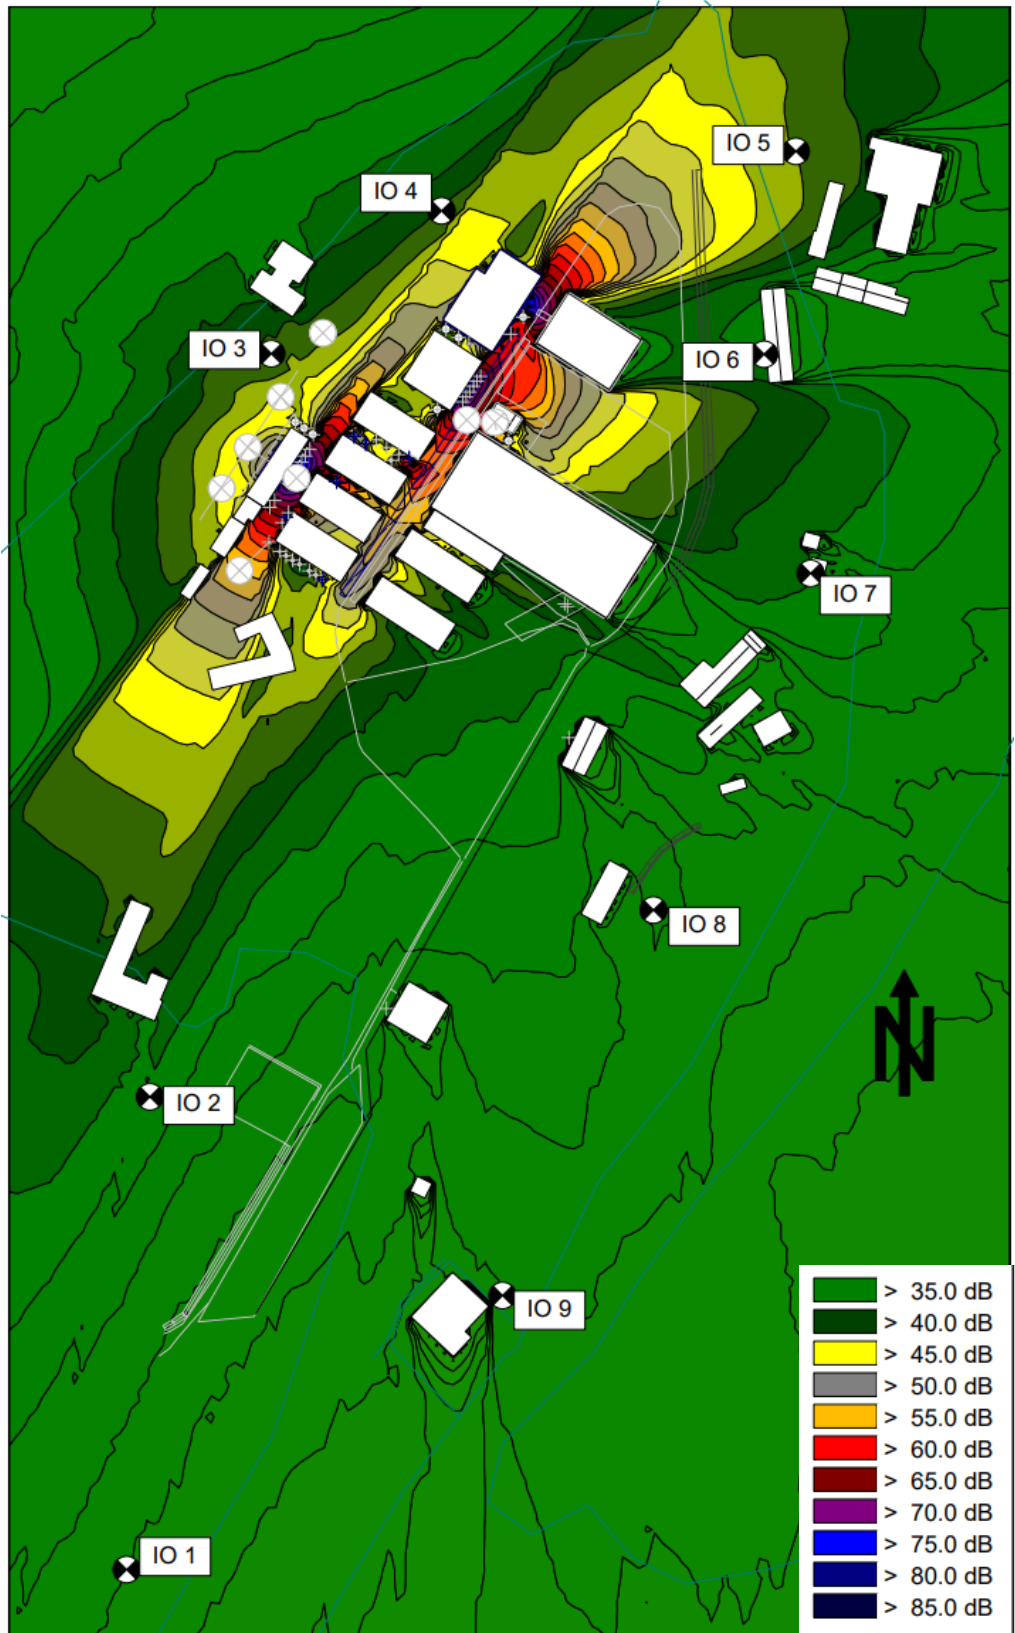 IO 5
IO 4
IO 3
IO 6
IO 7
IO 8
N
IO 2
IO 9
IO 1
> 35.0 dB
> 40.0 dB
> 45.0 dB
> 50.0 dB
> 55.0 dB
> 60.0 dB
> 65.0 dB
> 70.0 dB
> 75.0 dB
> 80.0 dB
> 85.0 dB